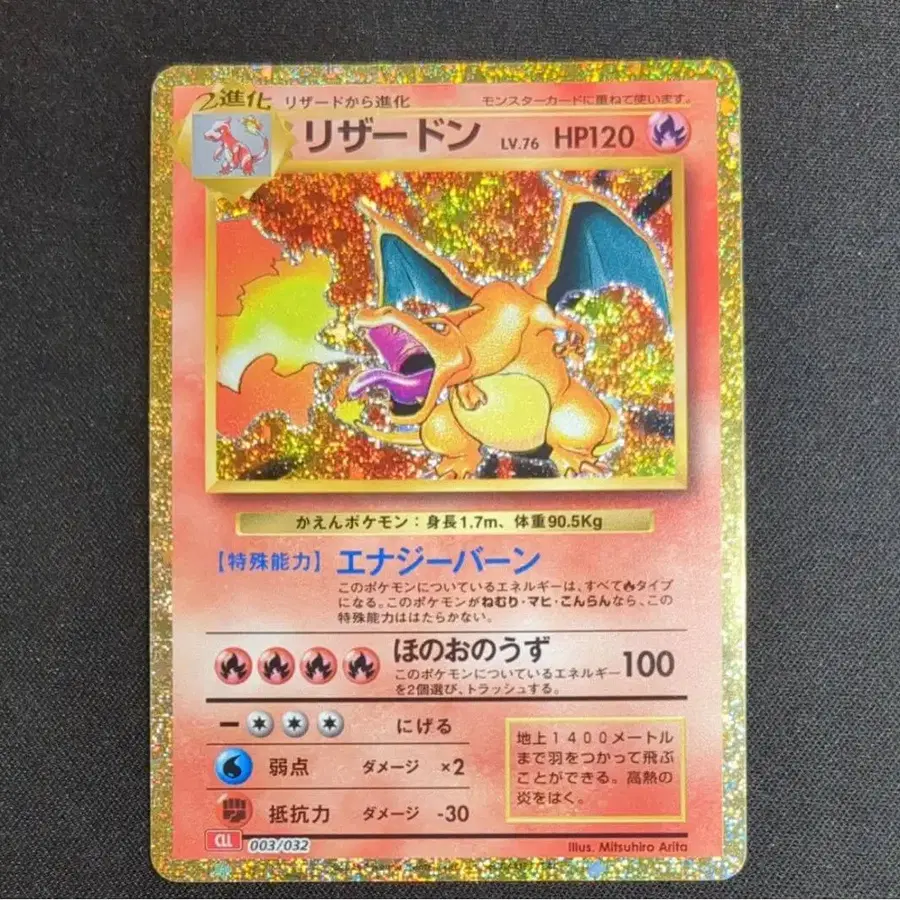 2進化 リザードから進化 モンスターカードに重ねて使います。
リザードン LV.76 HP120
かえんポケモン：身長1.7m、体重90.5Kg
【特殊能力】エナジーバーン
このポケモンについているエネルギーは、すべてタイプ
になる。このポケモンがねむり・マヒ・こんらんなら、この
特殊能力ははたらかない。
ほのおのうず 100
このポケモンについているエネルギー
を2個選び、トラッシュする。
にげる
弱点 ダメージ ×2
抵抗力 ダメージ -30
地上1400メートル
まで羽をつかって飛ぶ
ことができる。高熱の
炎をはく。
CLL 003/032
Illus. Mitsuhiro Arita